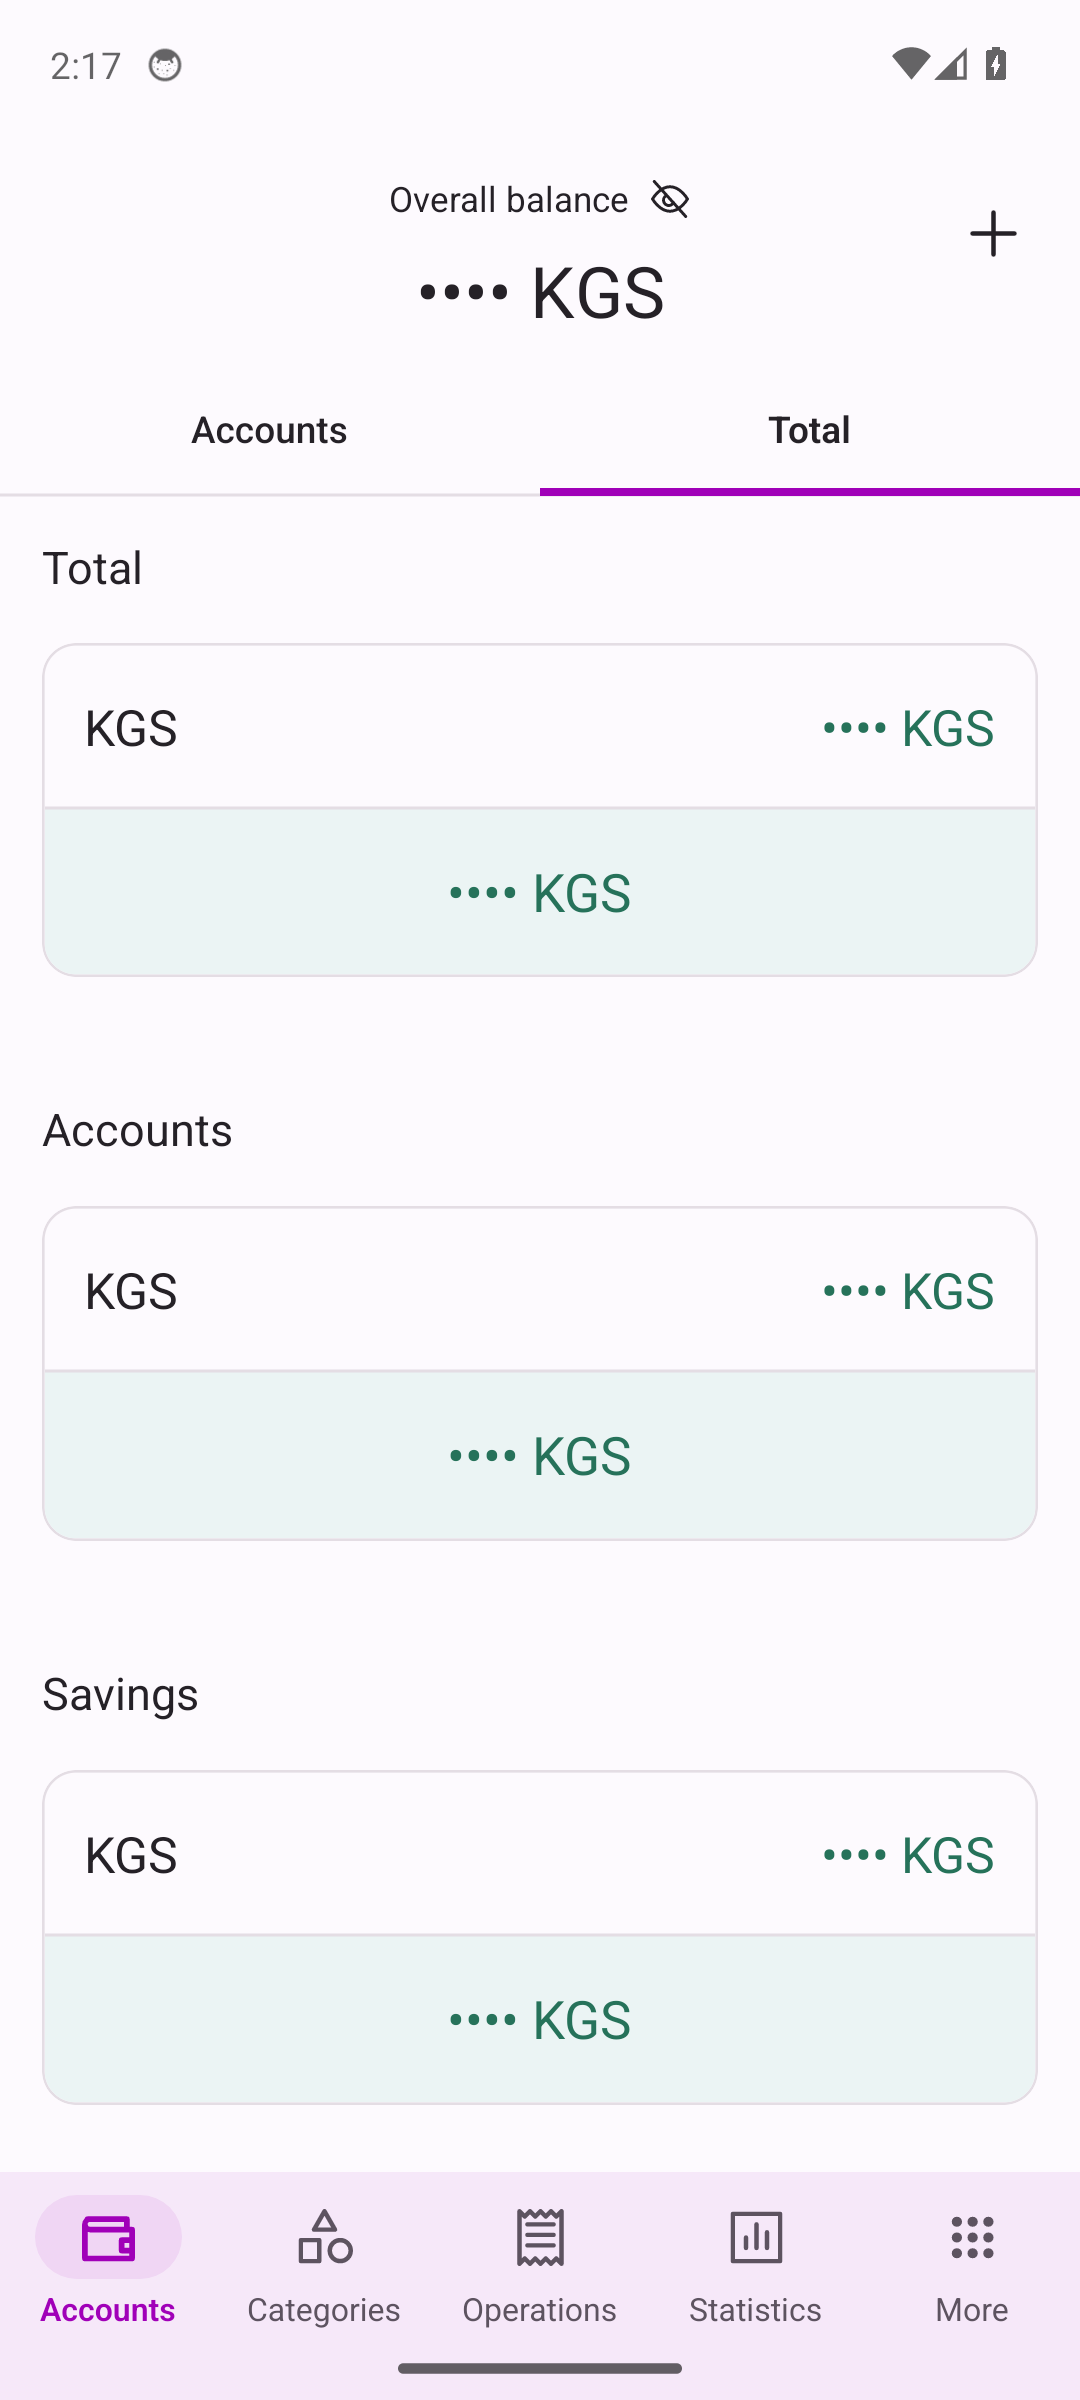 2:17
Overall balance
•••• KGS
Accounts
Total
Total
KGS
•••• KGS
•••• KGS
Accounts
KGS
•••• KGS
•••• KGS
Savings
KGS
•••• KGS
•••• KGS
Accounts
Categories
Operations
Statistics
More